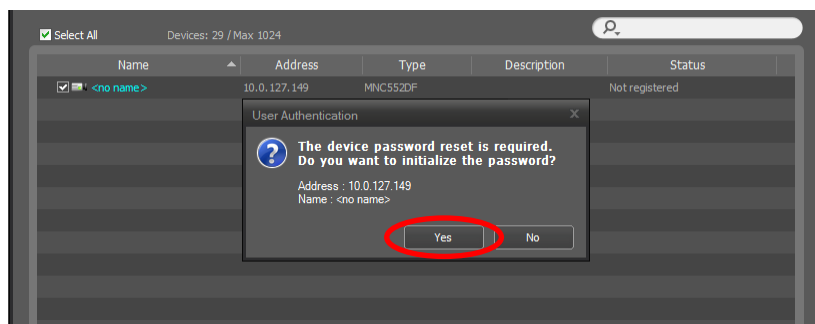 Select All Devices: 29 / Max 1024
Name Address Type Description Status
<no name> 10.0.127.149 MNC552DF Not registered
User Authentication X
The device password reset is required.
Do you want to initialize the password?
Address : 10.0.127.149
Name : <no name>
Yes No